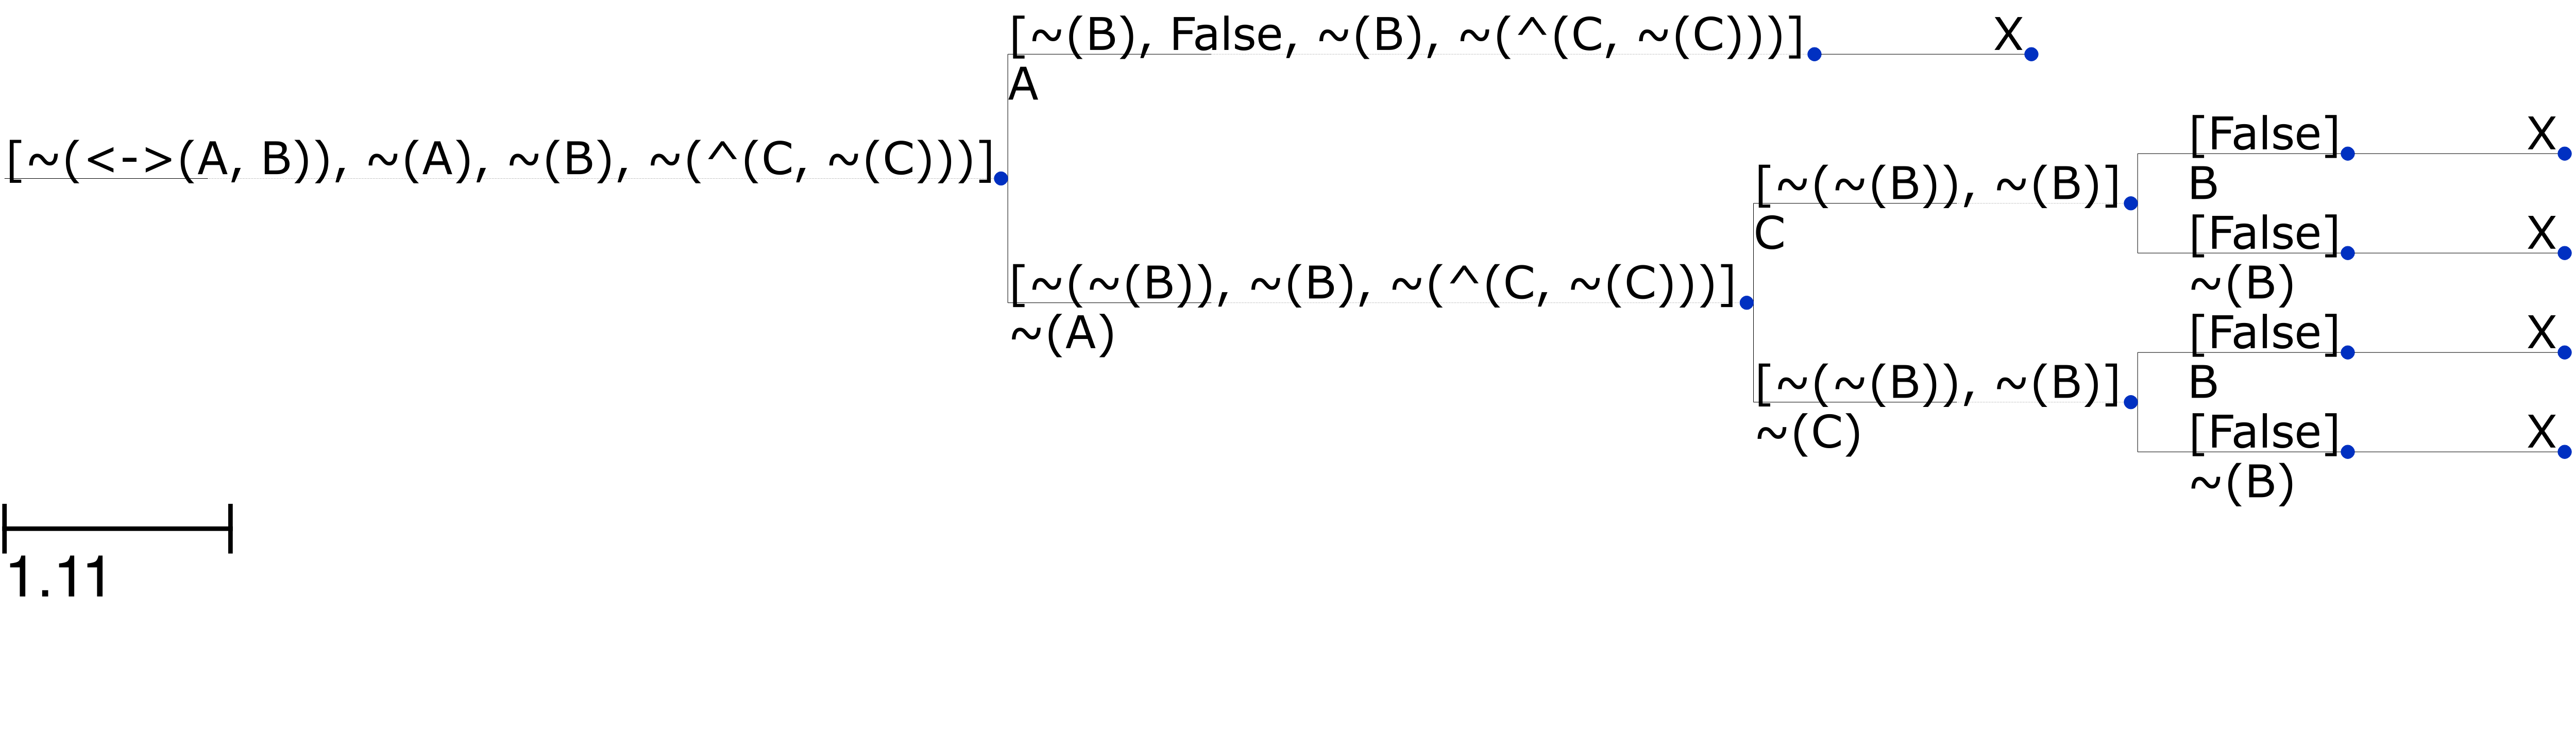 [~(B), False, ~(B), ~(^(C, ~(C)))]
X
A
[~(<->(A, B)), ~(A), ~(B), ~(^(C, ~(C)))]
[False]
X
[~(~(B)), ~(B)]
B
C
[False]
X
[~(~(B)), ~(B), ~(^(C, ~(C)))]
~(B)
~(A)
[False]
X
[~(~(B)), ~(B)]
B
~(C)
[False]
X
~(B)
1.11